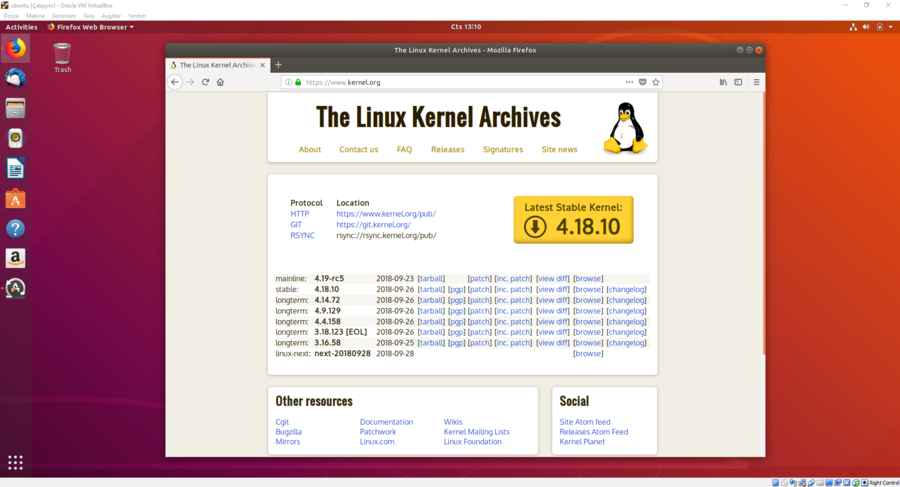 ubuntu [Çalışıyor] - Oracle VM VirtualBox
Dosya Makine Görünüm Giriş Aygıtlar Yardım
Activities Firefox Web Browser Cts 13:10
Trash
The Linux Kernel Archives - Mozilla Firefox
The Linux Kernel Archive
https://www.kernel.org
The Linux Kernel Archives
About Contact us FAQ Releases Signatures Site news
Protocol Location
HTTP https://www.kernel.org/pub/
GIT https://git.kernel.org/
RSYNC rsync://rsync.kernel.org/pub/
Latest Stable Kernel:
4.18.10
mainline: 4.19-rc5 2018-09-23 [tarball] [patch] [inc. patch] [view diff] [browse]
stable: 4.18.10 2018-09-26 [tarball] [pgp] [patch] [inc. patch] [view diff] [browse] [changelog]
longterm: 4.14.72 2018-09-26 [tarball] [pgp] [patch] [inc. patch] [view diff] [browse] [changelog]
longterm: 4.9.129 2018-09-26 [tarball] [pgp] [patch] [inc. patch] [view diff] [browse] [changelog]
longterm: 4.4.158 2018-09-26 [tarball] [pgp] [patch] [inc. patch] [view diff] [browse] [changelog]
longterm: 3.18.123 [EOL] 2018-09-26 [tarball] [pgp] [patch] [inc. patch] [view diff] [browse] [changelog]
longterm: 3.16.58 2018-09-25 [tarball] [pgp] [patch] [inc. patch] [view diff] [browse] [changelog]
linux-next: next-20180928 2018-09-28 [browse]
Other resources
Cgit Documentation Wikis
Bugzilla Patchwork Kernel Mailing Lists
Mirrors Linux.com Linux Foundation
Social
Site Atom feed
Releases Atom Feed
Kernel Planet
Right Control